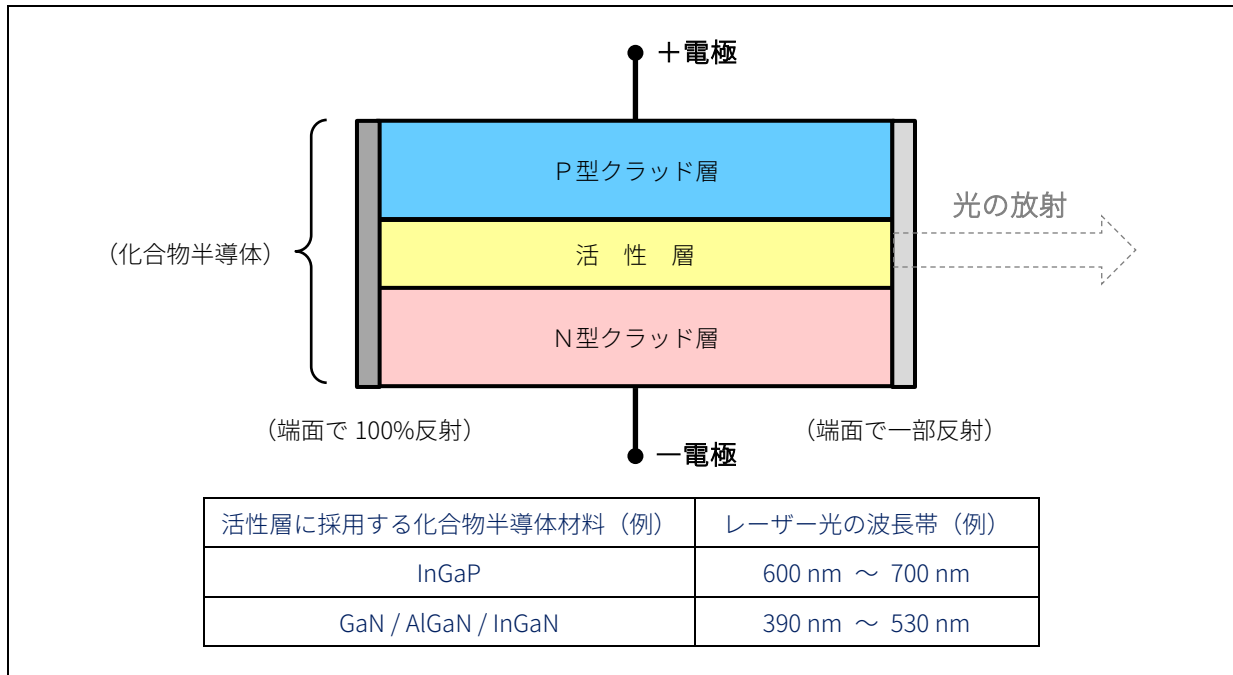 ＋電極
Ｐ型クラッド層
光の放射
（化合物半導体）
活　性　層
Ｎ型クラッド層
（端面で 100%反射）
（端面で一部反射）
－電極
活性層に採用する化合物半導体材料（例）
レーザー光の波長帯（例）
InGaP
600 nm ～ 700 nm
GaN / AlGaN / InGaN
390 nm ～ 530 nm